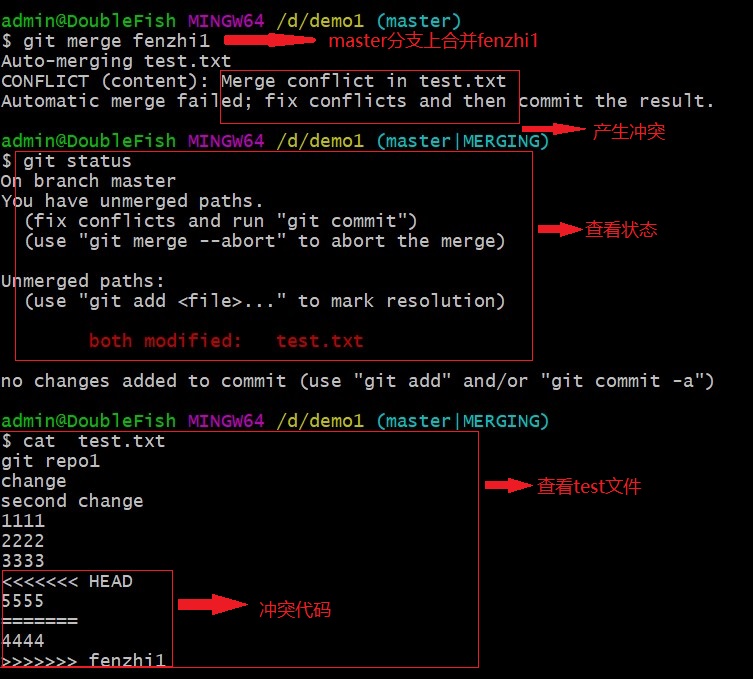 admin@DoubleFish MINGW64 /d/demo1 (master)
$ git merge fenzhi1 master分支上合并fenzhi1
Auto-merging test.txt
CONFLICT (content): Merge conflict in test.txt
Automatic merge failed; fix conflicts and then commit the result.
产生冲突
admin@DoubleFish MINGW64 /d/demo1 (master|MERGING)
$ git status
On branch master
You have unmerged paths.
(fix conflicts and run "git commit")
查看状态
(use "git merge --abort" to abort the merge)
Unmerged paths:
(use "git add <file>..." to mark resolution)
both modified: test.txt
no changes added to commit (use "git add" and/or "git commit -a")
admin@DoubleFish MINGW64 /d/demo1 (master|MERGING)
$ cat test.txt
git repo1
change
查看test文件
second change
1111
2222
3333
<<<<<<< HEAD
5555
冲突代码
=======
4444
>>>>>>> fenzhi1